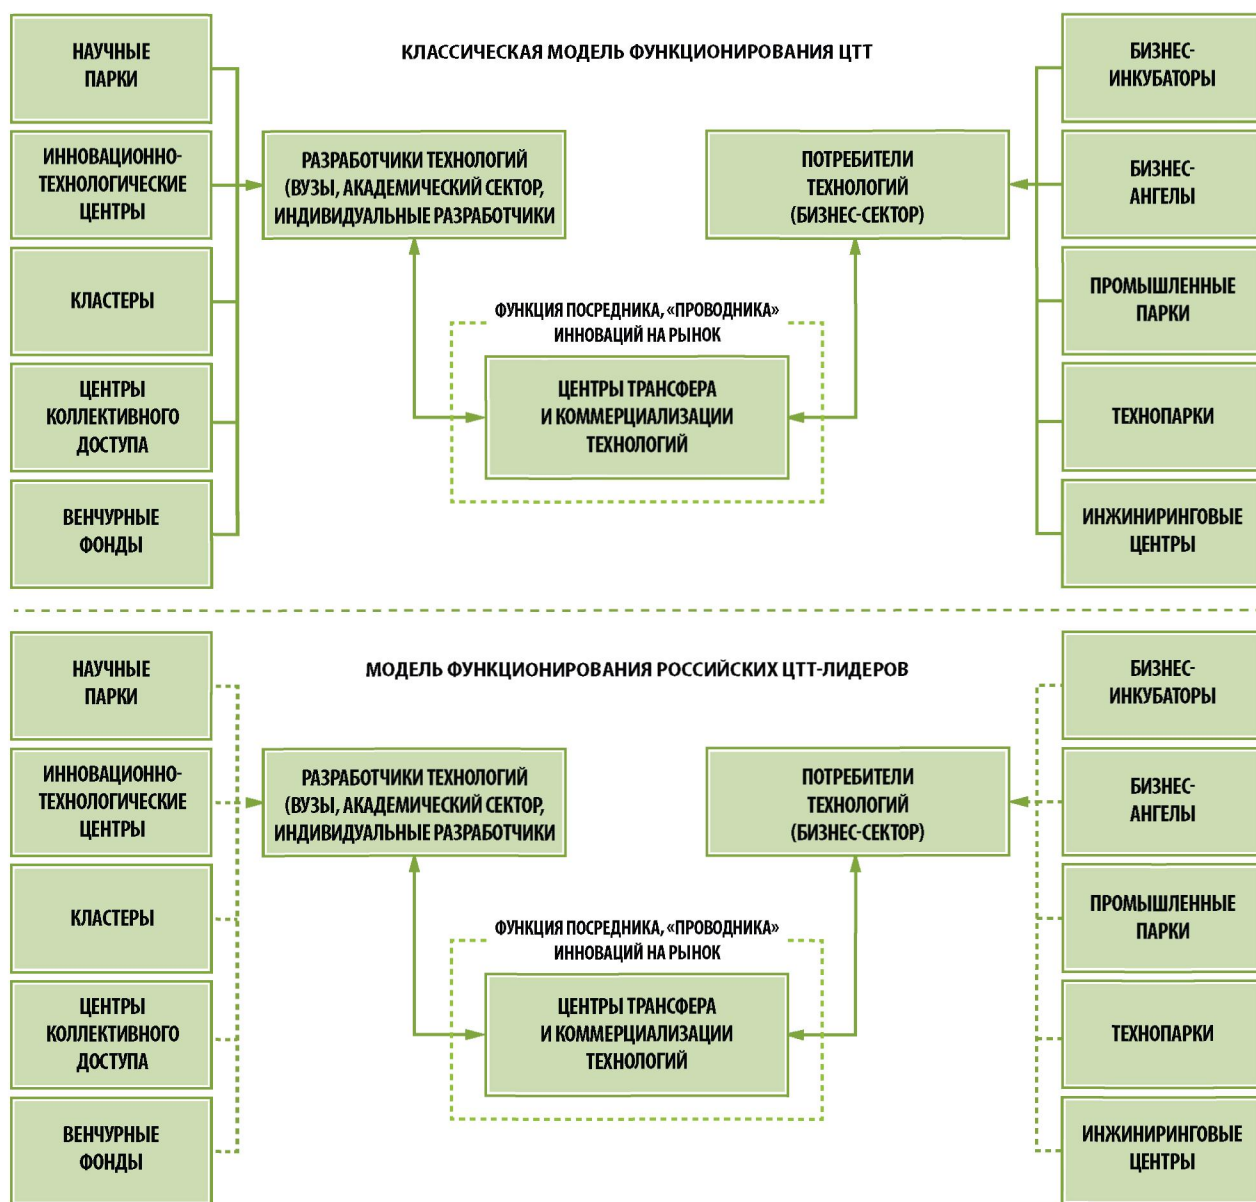 КЛАССИЧЕСКАЯ МОДЕЛЬ ФУНКЦИОНИРОВАНИЯ ЦТТ
НАУЧНЫЕ
ПАРКИ
ИННОВАЦИОННО-
ТЕХНОЛОГИЧЕСКИЕ
ЦЕНТРЫ
КЛАСТЕРЫ
ЦЕНТРЫ
КОЛЛЕКТИВНОГО
ДОСТУПА
ВЕНЧУРНЫЕ
ФОНДЫ
РАЗРАБОТЧИКИ ТЕХНОЛОГИЙ
(ВУЗЫ, АКАДЕМИЧЕСКИЙ СЕКТОР,
ИНДИВИДУАЛЬНЫЕ РАЗРАБОТЧИКИ
ФУНКЦИЯ ПОСРЕДНИКА, «ПРОВОДНИКА»
ИННОВАЦИЙ НА РЫНОК
ЦЕНТРЫ ТРАНСФЕРА
И КОММЕРЦИАЛИЗАЦИИ
ТЕХНОЛОГИЙ
ПОТРЕБИТЕЛИ
ТЕХНОЛОГИЙ
(БИЗНЕС-СЕКТОР)
БИЗНЕС-
ИНКУБАТОРЫ
БИЗНЕС-
АНГЕЛЫ
ПРОМЫШЛЕННЫЕ
ПАРКИ
ТЕХНОПАРКИ
ИНЖИНИРИНГОВЫЕ
ЦЕНТРЫ
МОДЕЛЬ ФУНКЦИОНИРОВАНИЯ РОССИЙСКИХ ЦТТ-ЛИДЕРОВ
НАУЧНЫЕ
ПАРКИ
ИННОВАЦИОННО-
ТЕХНОЛОГИЧЕСКИЕ
ЦЕНТРЫ
КЛАСТЕРЫ
ЦЕНТРЫ
КОЛЛЕКТИВНОГО
ДОСТУПА
ВЕНЧУРНЫЕ
ФОНДЫ
РАЗРАБОТЧИКИ ТЕХНОЛОГИЙ
(ВУЗЫ, АКАДЕМИЧЕСКИЙ СЕКТОР,
ИНДИВИДУАЛЬНЫЕ РАЗРАБОТЧИКИ
ФУНКЦИЯ ПОСРЕДНИКА, «ПРОВОДНИКА»
ИННОВАЦИЙ НА РЫНОК
ЦЕНТРЫ ТРАНСФЕРА
И КОММЕРЦИАЛИЗАЦИИ
ТЕХНОЛОГИЙ
ПОТРЕБИТЕЛИ
ТЕХНОЛОГИЙ
(БИЗНЕС-СЕКТОР)
БИЗНЕС-
ИНКУБАТОРЫ
БИЗНЕС-
АНГЕЛЫ
ПРОМЫШЛЕННЫЕ
ПАРКИ
ТЕХНОПАРКИ
ИНЖИНИРИНГОВЫЕ
ЦЕНТРЫ